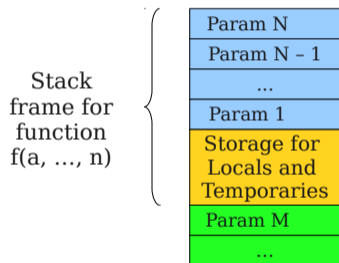 Stack
frame for
function
f(a, …, n)
Param N
Param N – 1
...
Param 1
Storage for
Locals and
Temporaries
Param M
...